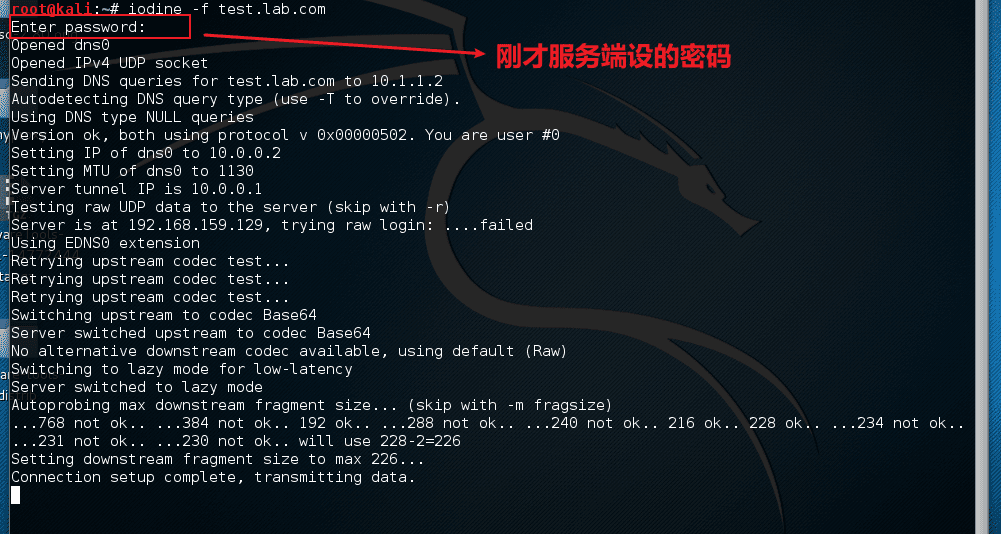 root@kali:~# iodine -f test.lab.com
Enter password:
刚才服务端设的密码
Opened dns0
Opened IPv4 UDP socket
Sending DNS queries for test.lab.com to 10.1.1.2
Autodetecting DNS query type (use -T to override).
Using DNS type NULL queries
Version ok, both using protocol v 0x00000502. You are user #0
Setting IP of dns0 to 10.0.0.2
Setting MTU of dns0 to 1130
Server tunnel IP is 10.0.0.1
Testing raw UDP data to the server (skip with -r)
Server is at 192.168.159.129, trying raw login: ....failed
Using EDNS0 extension
Retrying upstream codec test...
Retrying upstream codec test...
Retrying upstream codec test...
Switching upstream to codec Base64
Server switched upstream to codec Base64
No alternative downstream codec available, using default (Raw)
Switching to lazy mode for low-latency
Server switched to lazy mode
Autoprobing max downstream fragment size... (skip with -m fragsize)
...768 not ok.. ...384 not ok.. 192 ok.. ...288 not ok.. ...240 not ok.. 216 ok.. 228 ok.. ...234 not ok..
...231 not ok.. ...230 not ok.. will use 228-2=226
Setting downstream fragment size to max 226...
Connection setup complete, transmitting data.